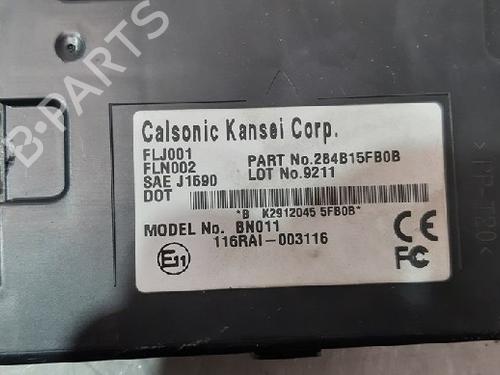 Calsonic Kansei Corp.
FLJ001
FLN002 PART No.284B15FB0B
SAE J1690 LOT No.9211
DOT
*B K2912045 5FB0B*
MODEL No. BN011
116RAI-003116
E11
CE
FC
B-PARTS